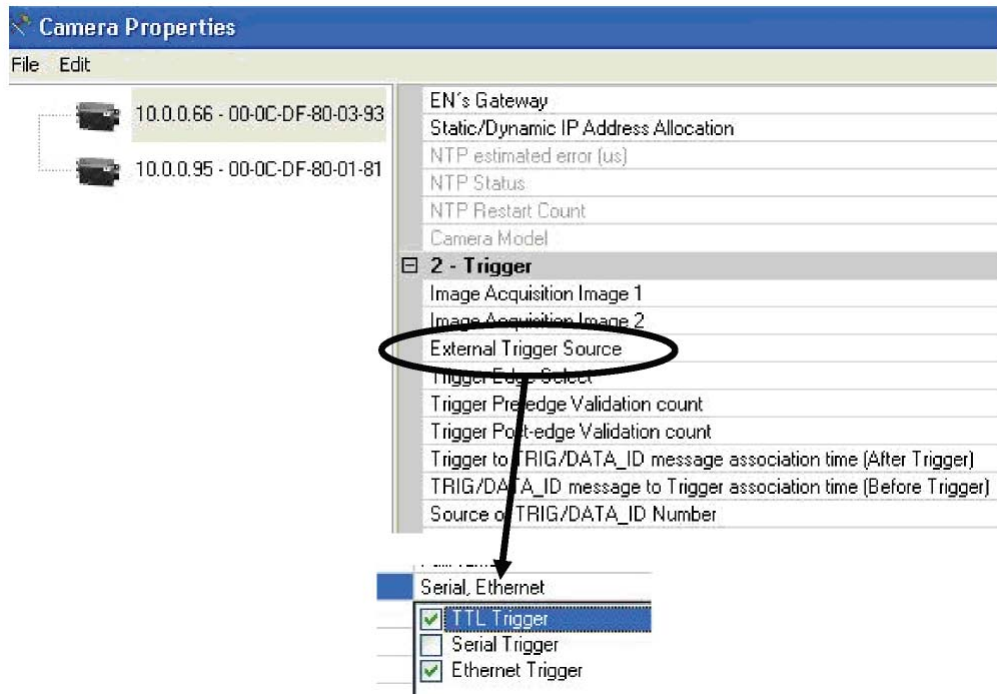 Camera Properties
File Edit
10.0.0.66 - 00-0C-DF-80-03-93
10.0.0.95 - 00-0C-DF-80-01-81
EN's Gateway
Static/Dynamic IP Address Allocation
NTP estimated error (us)
NTP Status
NTP Restart Count
Camera Model
2 - Trigger
Image Acquisition Image 1
Image Acquisition Image 2
External Trigger Source
Trigger Edge Select
Trigger Pre-edge Validation count
Trigger Post-edge Validation count
Trigger to TRIG/DATA_ID message association time (After Trigger)
TRIG/DATA_ID message to Trigger association time (Before Trigger)
Source of TRIG/DATA_ID Number
Serial, Ethernet
TTL Trigger
Serial Trigger
Ethernet Trigger